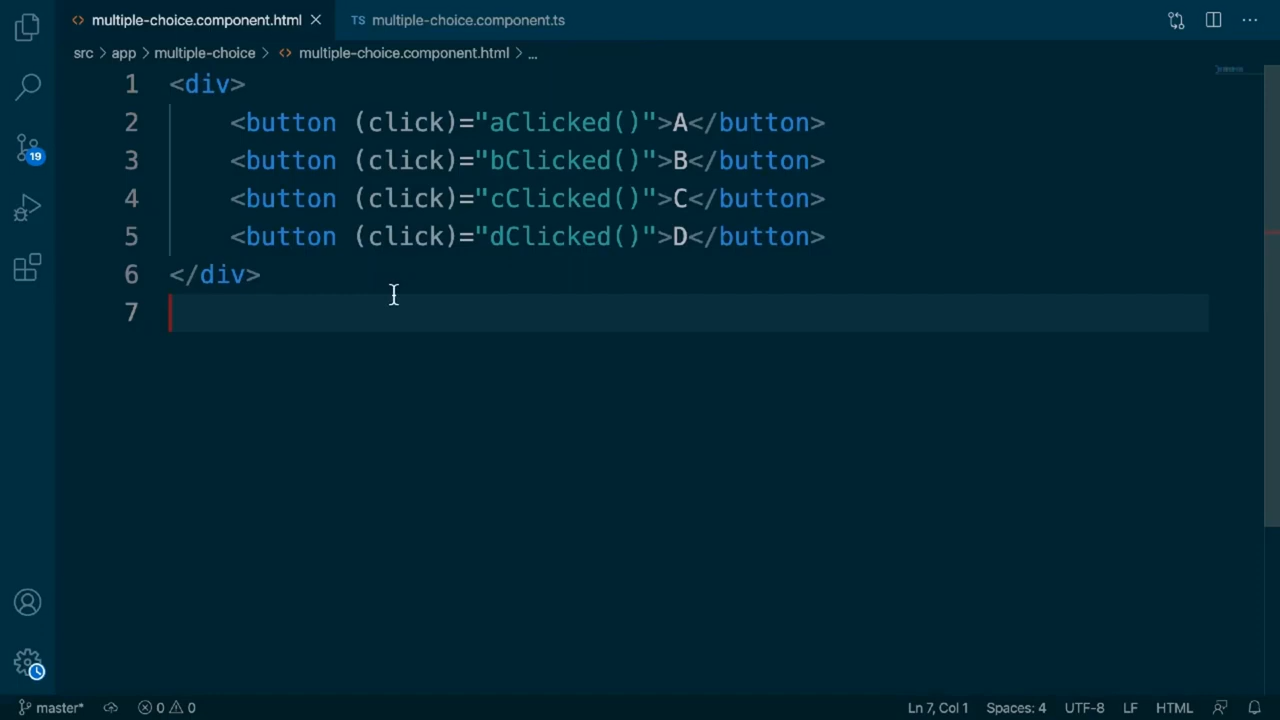 multiple-choice.component.html TS multiple-choice.component.ts
src > app > multiple-choice > <> multiple-choice.component.html > ...
1 <div>
2 <button (click)="aClicked()">A</button>
3 <button (click)="bClicked()">B</button>
4 <button (click)="cClicked()">C</button>
5 <button (click)="dClicked()">D</button>
6 </div>
7
19
master* 0 0 Ln 7, Col 1 Spaces: 4 UTF-8 LF HTML